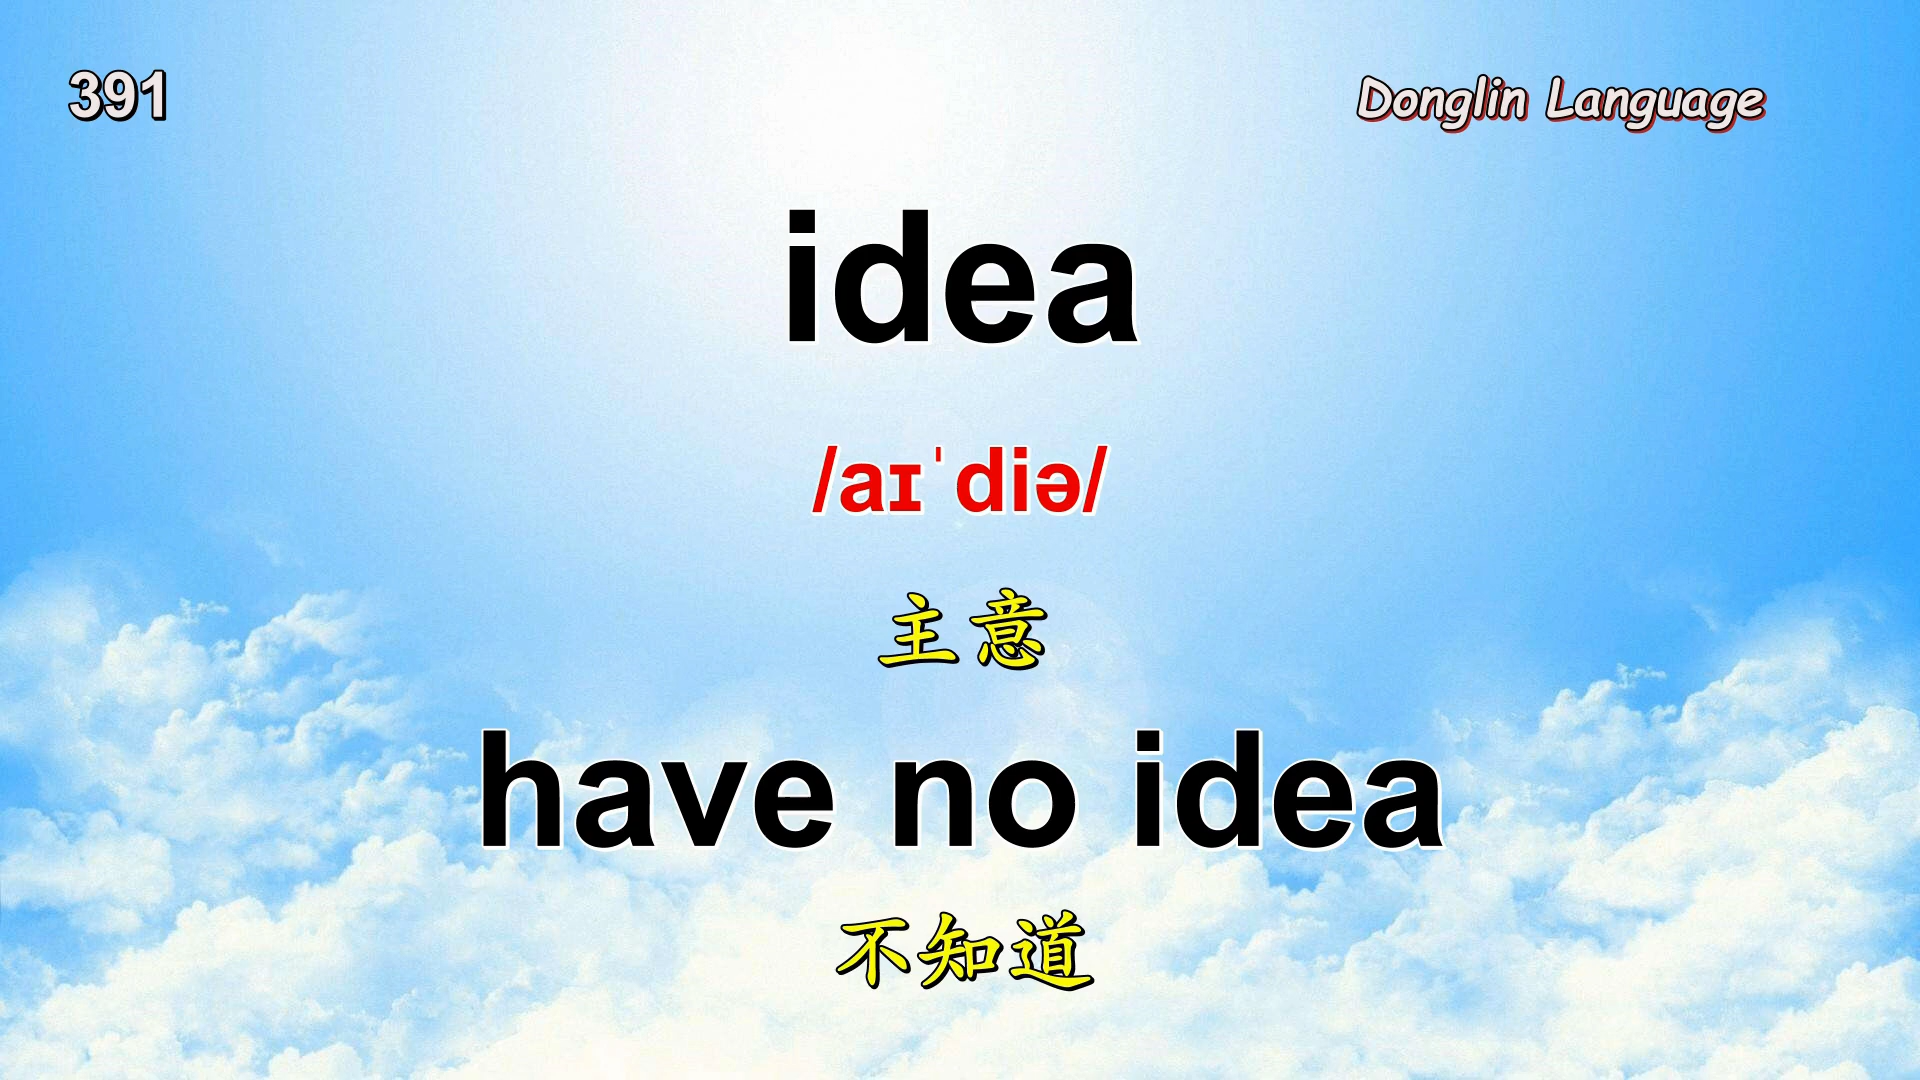 391
Donglin Language
idea
/aɪˈdiə/
主意
have no idea
不知道